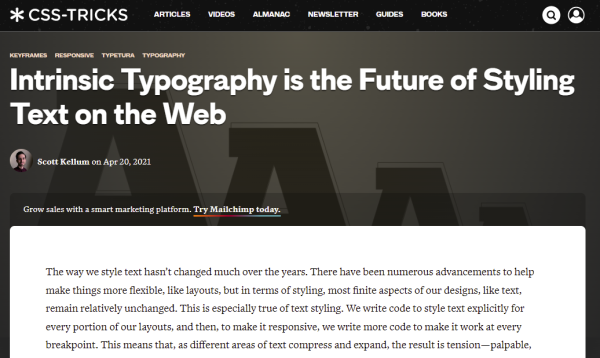 CSS-TRICKS ARTICLES VIDEOS ALMANAC NEWSLETTER GUIDES BOOKS
KEYFRAMES RESPONSIVE TYPETURA TYPOGRAPHY
Intrinsic Typography is the Future of Styling
Text on the Web
Scott Kellum on Apr 20, 2021
Grow sales with a smart marketing platform. Try Mailchimp today.
The way we style text hasn’t changed much over the years. There have been numerous advancements to help
make things more flexible, like layouts, but in terms of styling, most finite aspects of our designs, like text,
remain relatively unchanged. This is especially true of text styling. We write code to style text explicitly for
every portion of our layouts, and then, to make it responsive, we write more code to make it work at every
breakpoint. This means that, as different areas of text compress and expand, the result is tension—palpable,